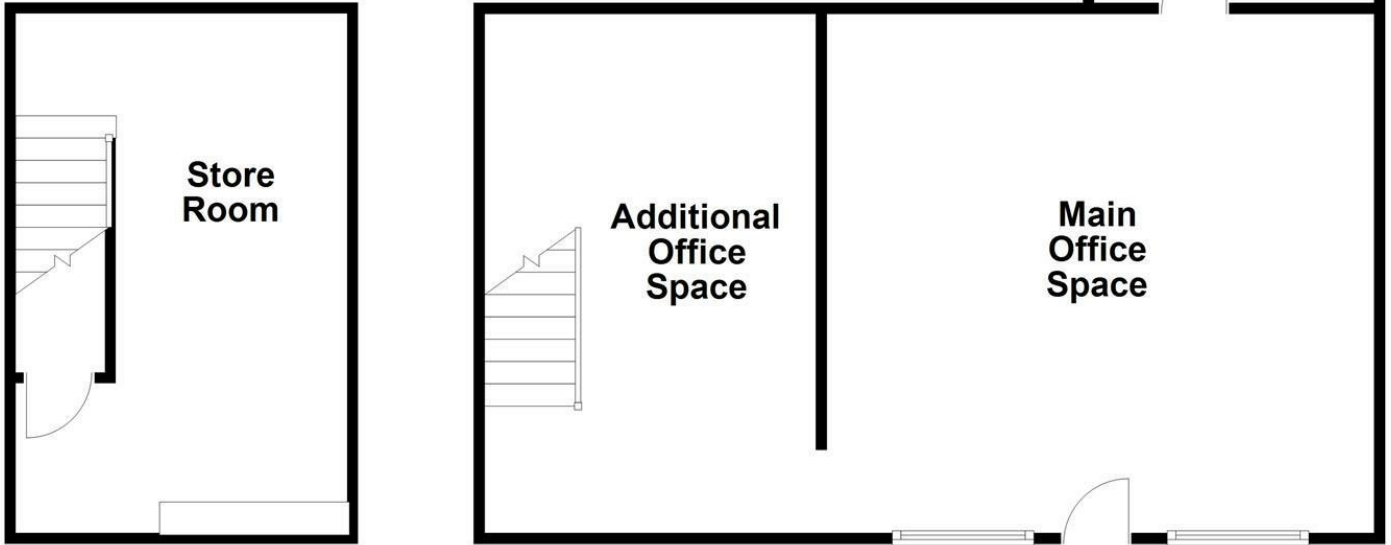 Store
Room
Additional
Office
Space
Main
Office
Space